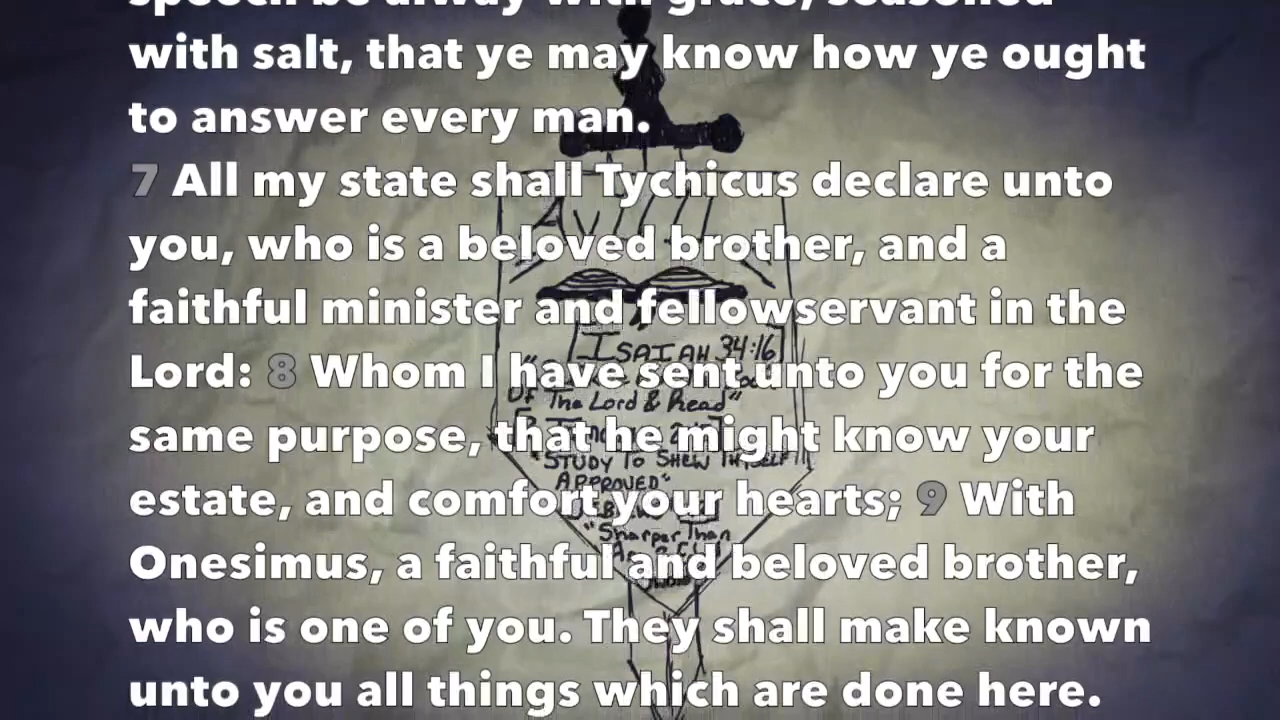 speech be alway with grace, seasoned
with salt, that ye may know how ye ought
to answer every man.
7 All my state shall Tychicus declare unto
you, who is a beloved brother, and a
faithful minister and fellowservant in the
Lord: 8 Whom I have sent unto you for the
same purpose, that he might know your
estate, and comfort your hearts; 9 With
Onesimus, a faithful and beloved brother,
who is one of you. They shall make known
unto you all things which are done here.
ISAIAH 34:16
Of The Lord & Read"
"STUDY TO SHEW THYSELF
APPROVED"
"Sharper Than